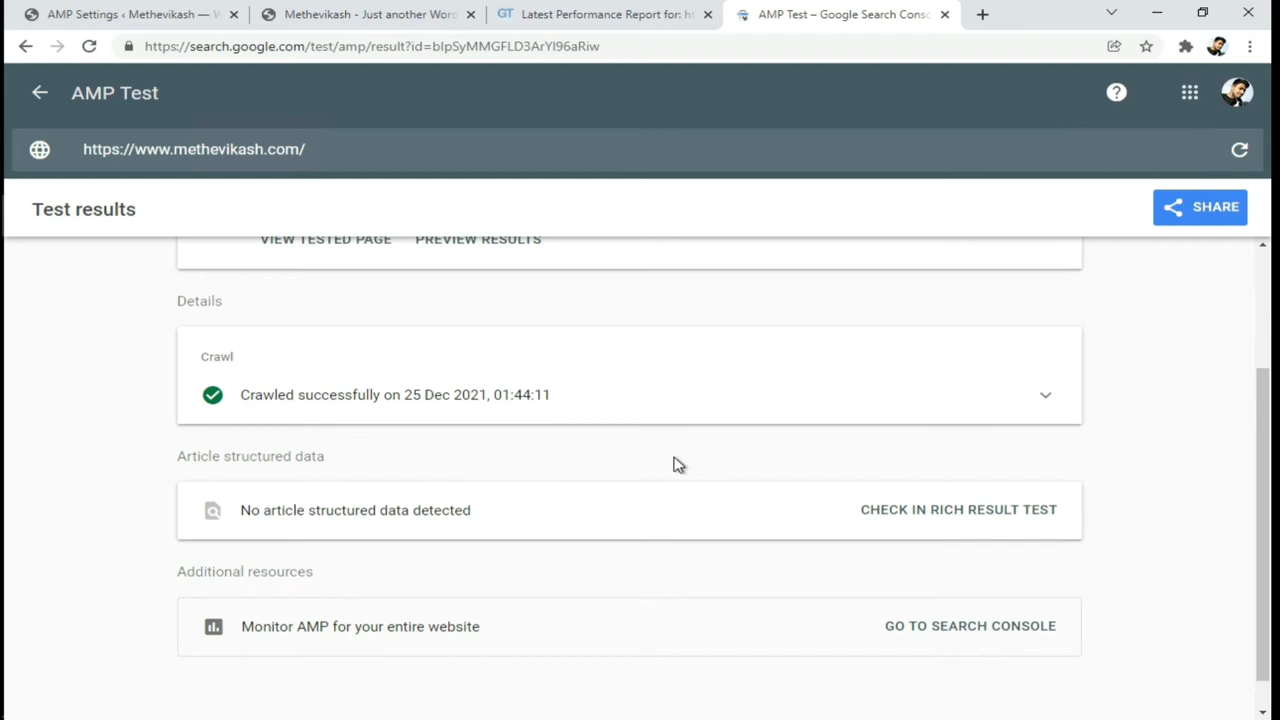 AMP Settings ‹ Methevikash — W
Methevikash - Just another Word
GT Latest Performance Report for: ht
AMP Test – Google Search Conso
https://search.google.com/test/amp/result?id=bIpSyMMGFLD3ArYI96aRiw
AMP Test
https://www.methevikash.com/
Test results
SHARE
VIEW TESTED PAGE PREVIEW RESULTS
Details
Crawl
Crawled successfully on 25 Dec 2021, 01:44:11
Article structured data
No article structured data detected
CHECK IN RICH RESULT TEST
Additional resources
Monitor AMP for your entire website
GO TO SEARCH CONSOLE